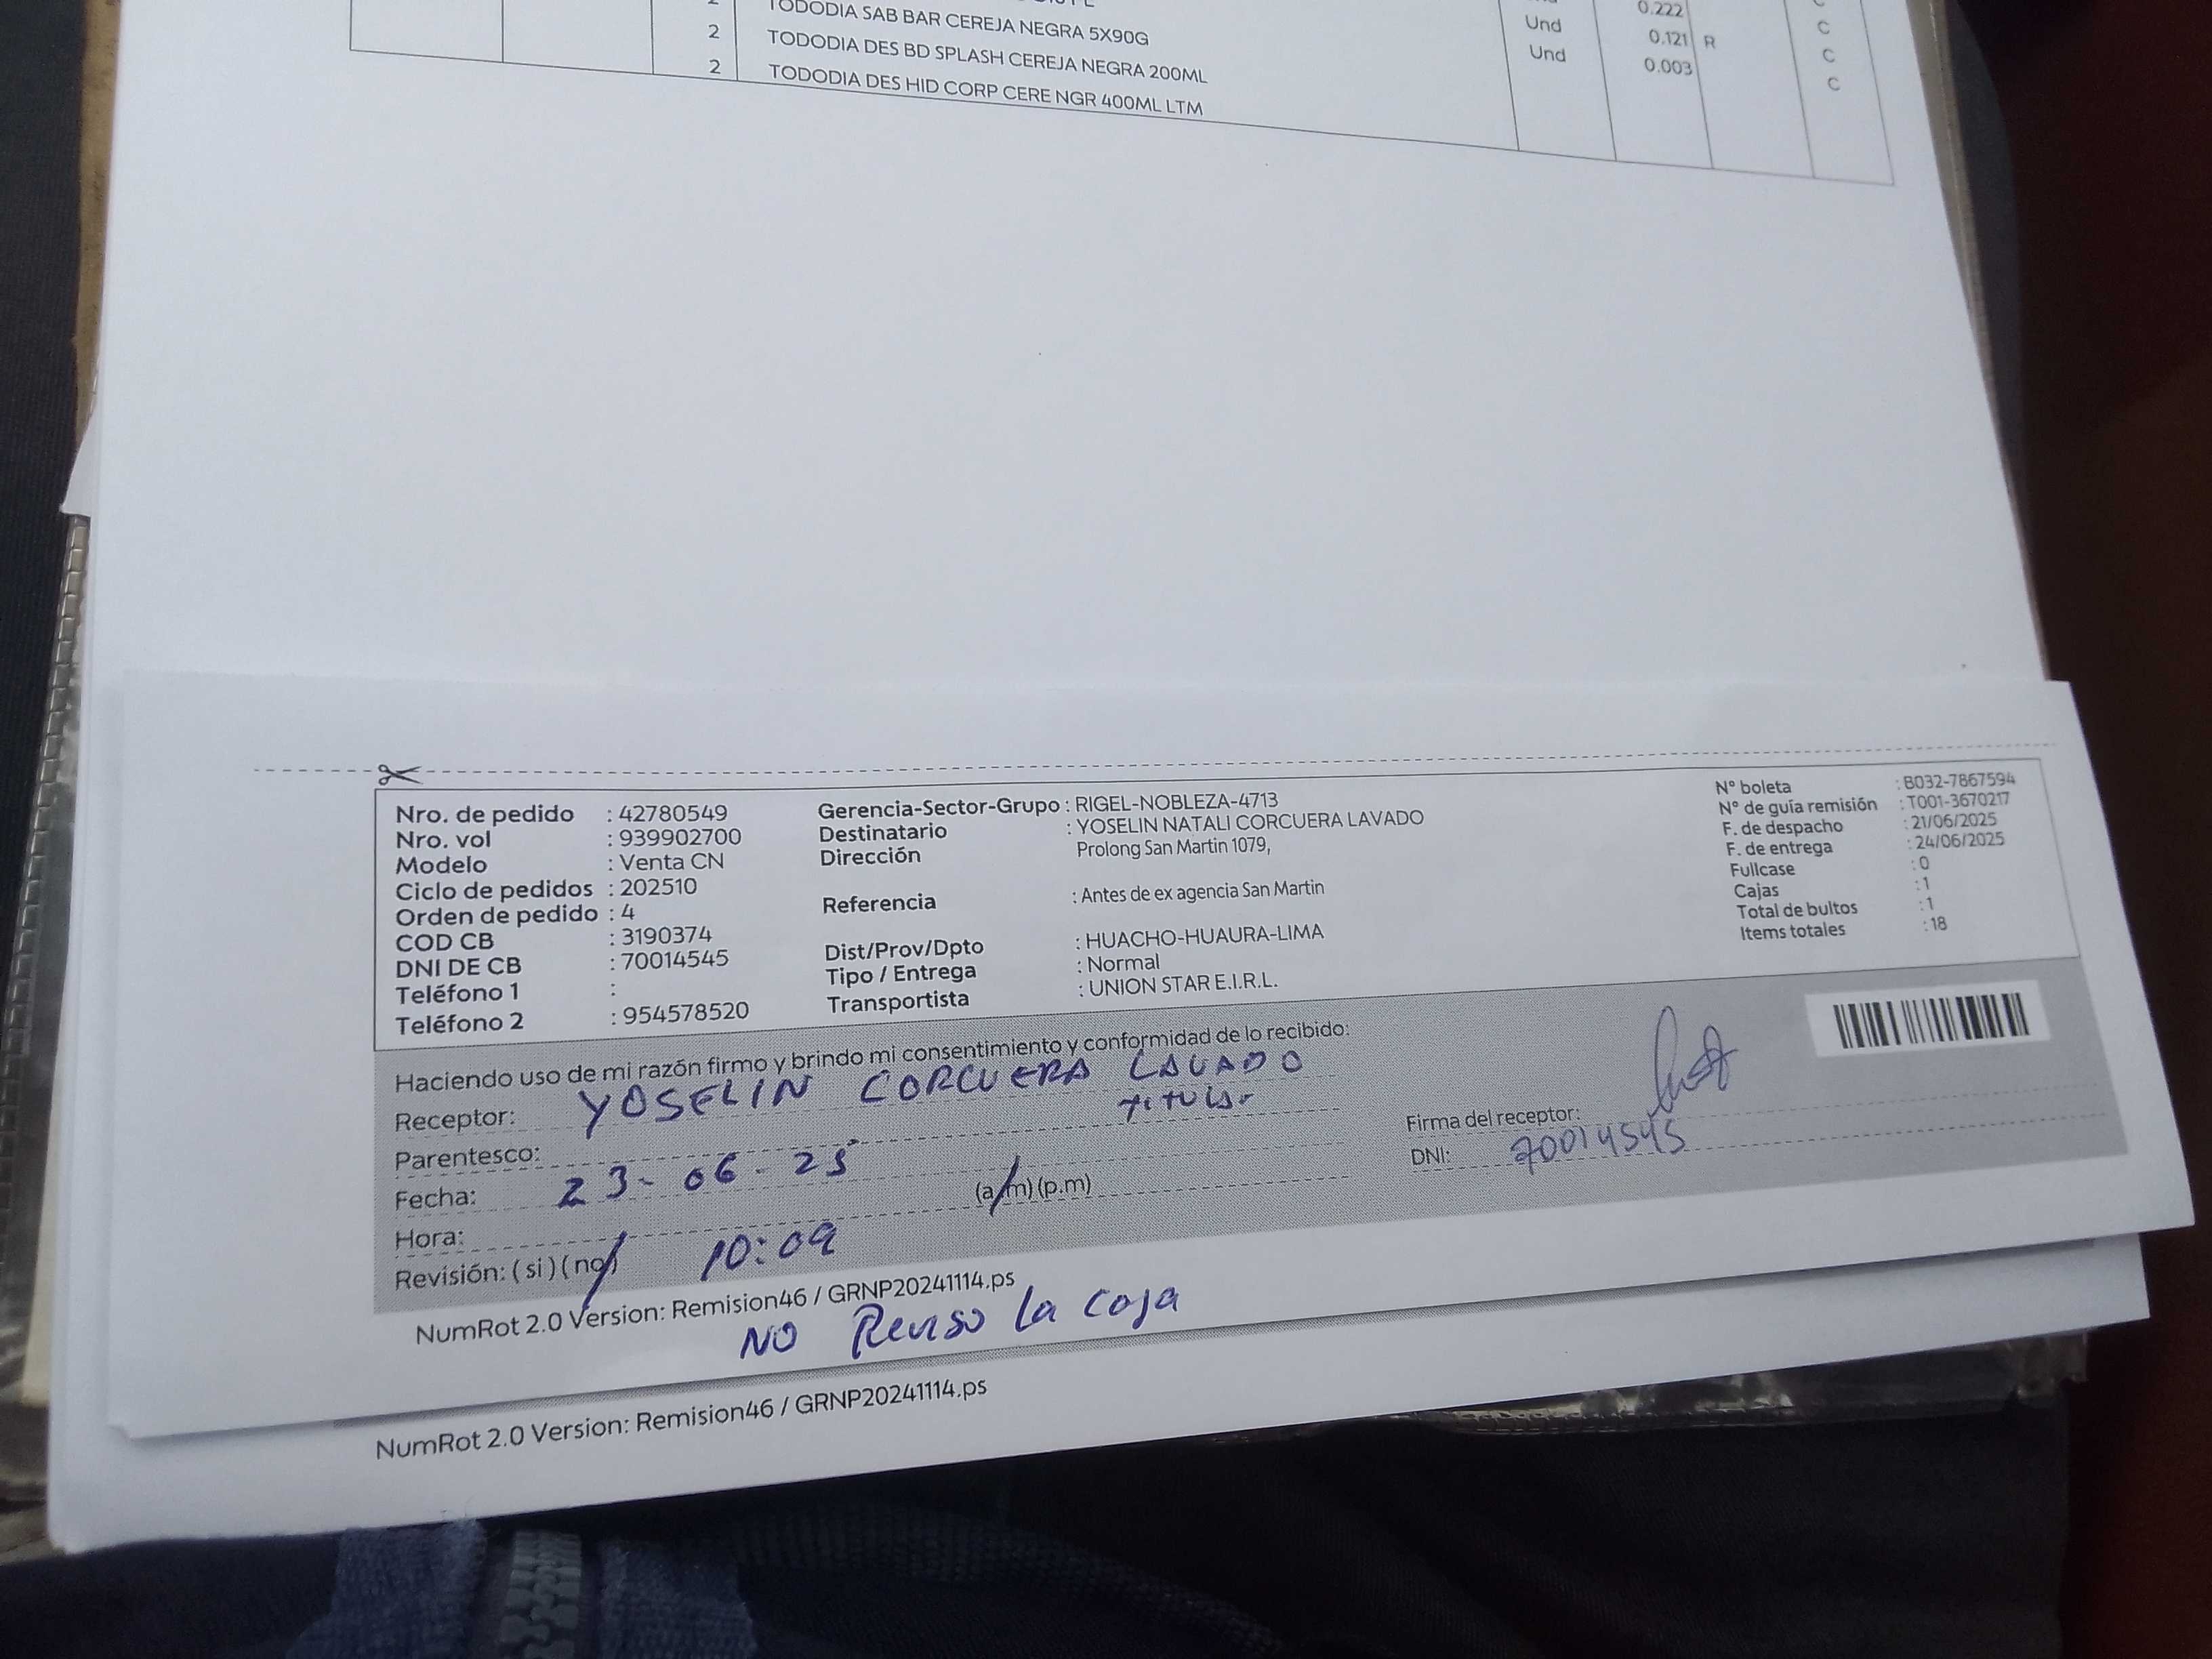 TODODIA SAB BAR CEREJA NEGRA 5X90G
2 TODODIA DES BD SPLASH CEREJA NEGRA 200ML Und 0.121 R C
2 TODODIA DES HID CORP CERE NGR 400ML LTM Und 0.003 C
0.222 C
Nro. de pedido : 42780549
Nro. vol : 939902700
Modelo : Venta CN
Ciclo de pedidos : 202510
Orden de pedido : 4
COD CB : 3190374
DNI DE CB : 70014545
Teléfono 1 :
Teléfono 2 : 954578520
Gerencia-Sector-Grupo : RIGEL-NOBLEZA-4713
Destinatario : YOSELIN NATALI CORCUERA LAVADO
Dirección Prolong San Martin 1079,
Referencia : Antes de ex agencia San Martin
Dist/Prov/Dpto : HUACHO-HUAURA-LIMA
Tipo / Entrega : Normal
Transportista : UNION STAR E.I.R.L.
N° boleta : B032-7867594
N° de guía remisión : T001-3670217
F. de despacho : 21/06/2025
F. de entrega : 24/06/2025
Fullcase : 0
Cajas : 1
Total de bultos : 1
Items totales : 18
Haciendo uso de mi razón firmo y brindo mi consentimiento y conformidad de lo recibido:
Receptor: YOSELIN CORCUERA LAVADO
Parentesco: titular
Fecha: 23-06-25
Hora: 10:09 (a.m) (p.m)
Revisión: ( si ) ( no )
Firma del receptor:
DNI: 70014545
NumRot 2.0 Version: Remision46 / GRNP20241114.ps
NO Reviso la caja
NumRot 2.0 Version: Remision46 / GRNP20241114.ps